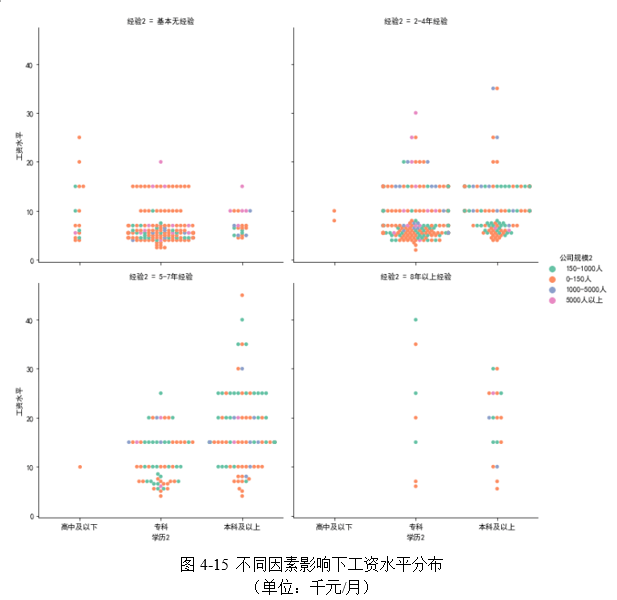 经验2 = 基本无经验
经验2 = 2-4年经验
工资水平
40
30
20
10
0
公司规模2
150-1000人
0-150人
1000-5000人
5000人以上
经验2 = 5-7年经验
经验2 = 8年以上经验
工资水平
40
30
20
10
0
高中及以下 专科 本科及以上
学历2
高中及以下 专科 本科及以上
学历2
图 4-15 不同因素影响下工资水平分布
（单位：千元/月）